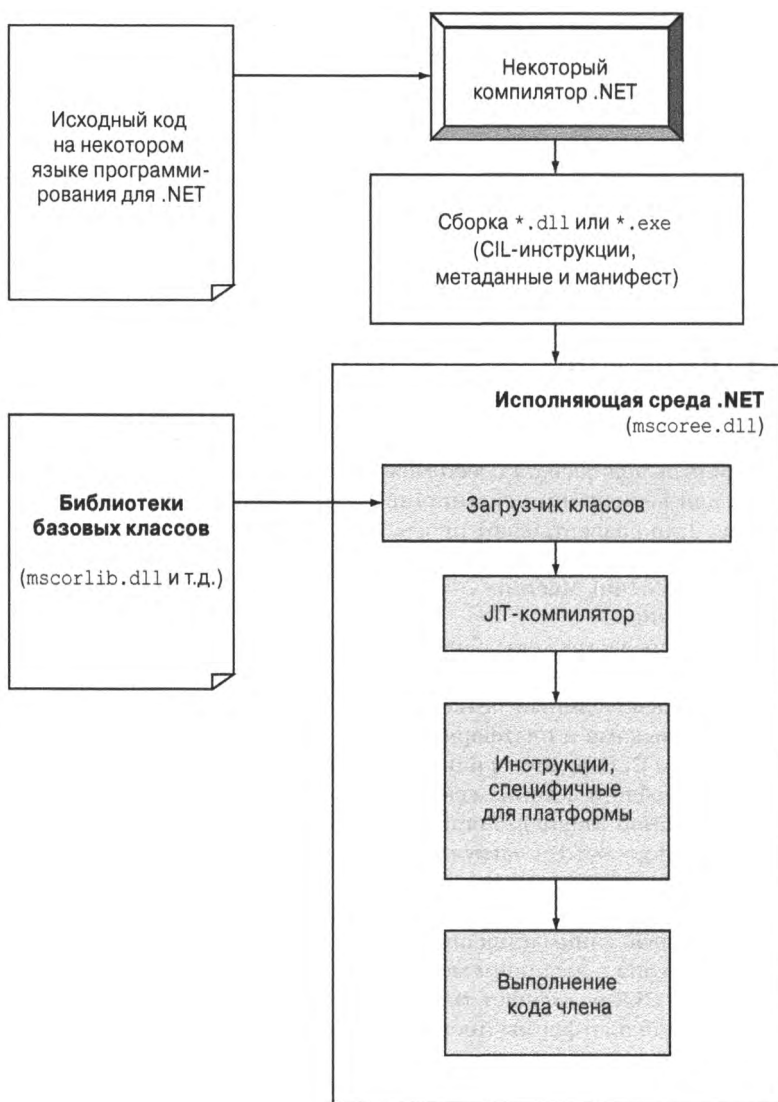 Некоторый
компилятор .NET
Исходный код
на некотором
языке программи-
рования для .NET
Сборка *.dll или *.exe
(CIL-инструкции,
метаданные и манифест)
Исполняющая среда .NET
(mscoree.dll)
Библиотеки
базовых классов
(mscorlib.dll и т.д.)
Загрузчик классов
JIT-компилятор
Инструкции,
специфичные
для платформы
Выполнение
кода члена